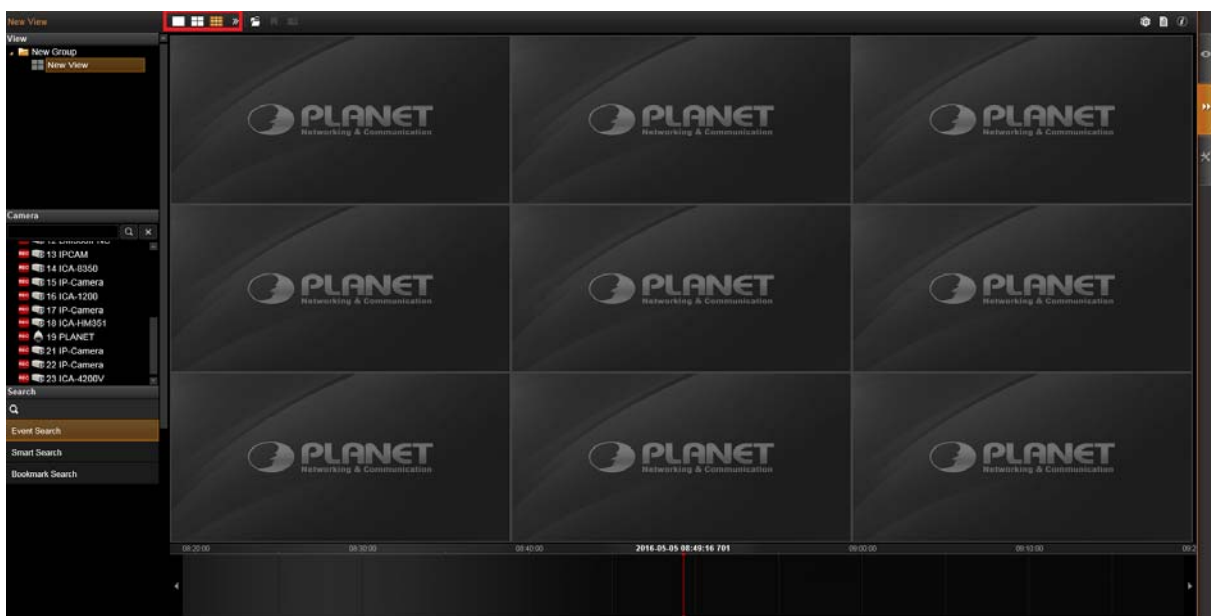 New View
View
New Group
New View
Camera
13 IPCAM
14 ICA-8350
15 IP-Camera
16 ICA-1200
17 IP-Camera
18 ICA-HM351
19 PLANET
21 IP-Camera
22 IP-Camera
23 ICA-4200V
Search
Event Search
Smart Search
Bookmark Search
PLANET
Networking & Communication
PLANET
Networking & Communication
PLANET
Networking & Communication
PLANET
Networking & Communication
PLANET
Networking & Communication
PLANET
Networking & Communication
PLANET
Networking & Communication
PLANET
Networking & Communication
PLANET
Networking & Communication
08:20:00 08:30:00 08:40:00 2016-05-05 08:49:16 701 09:00:00 09:10:00